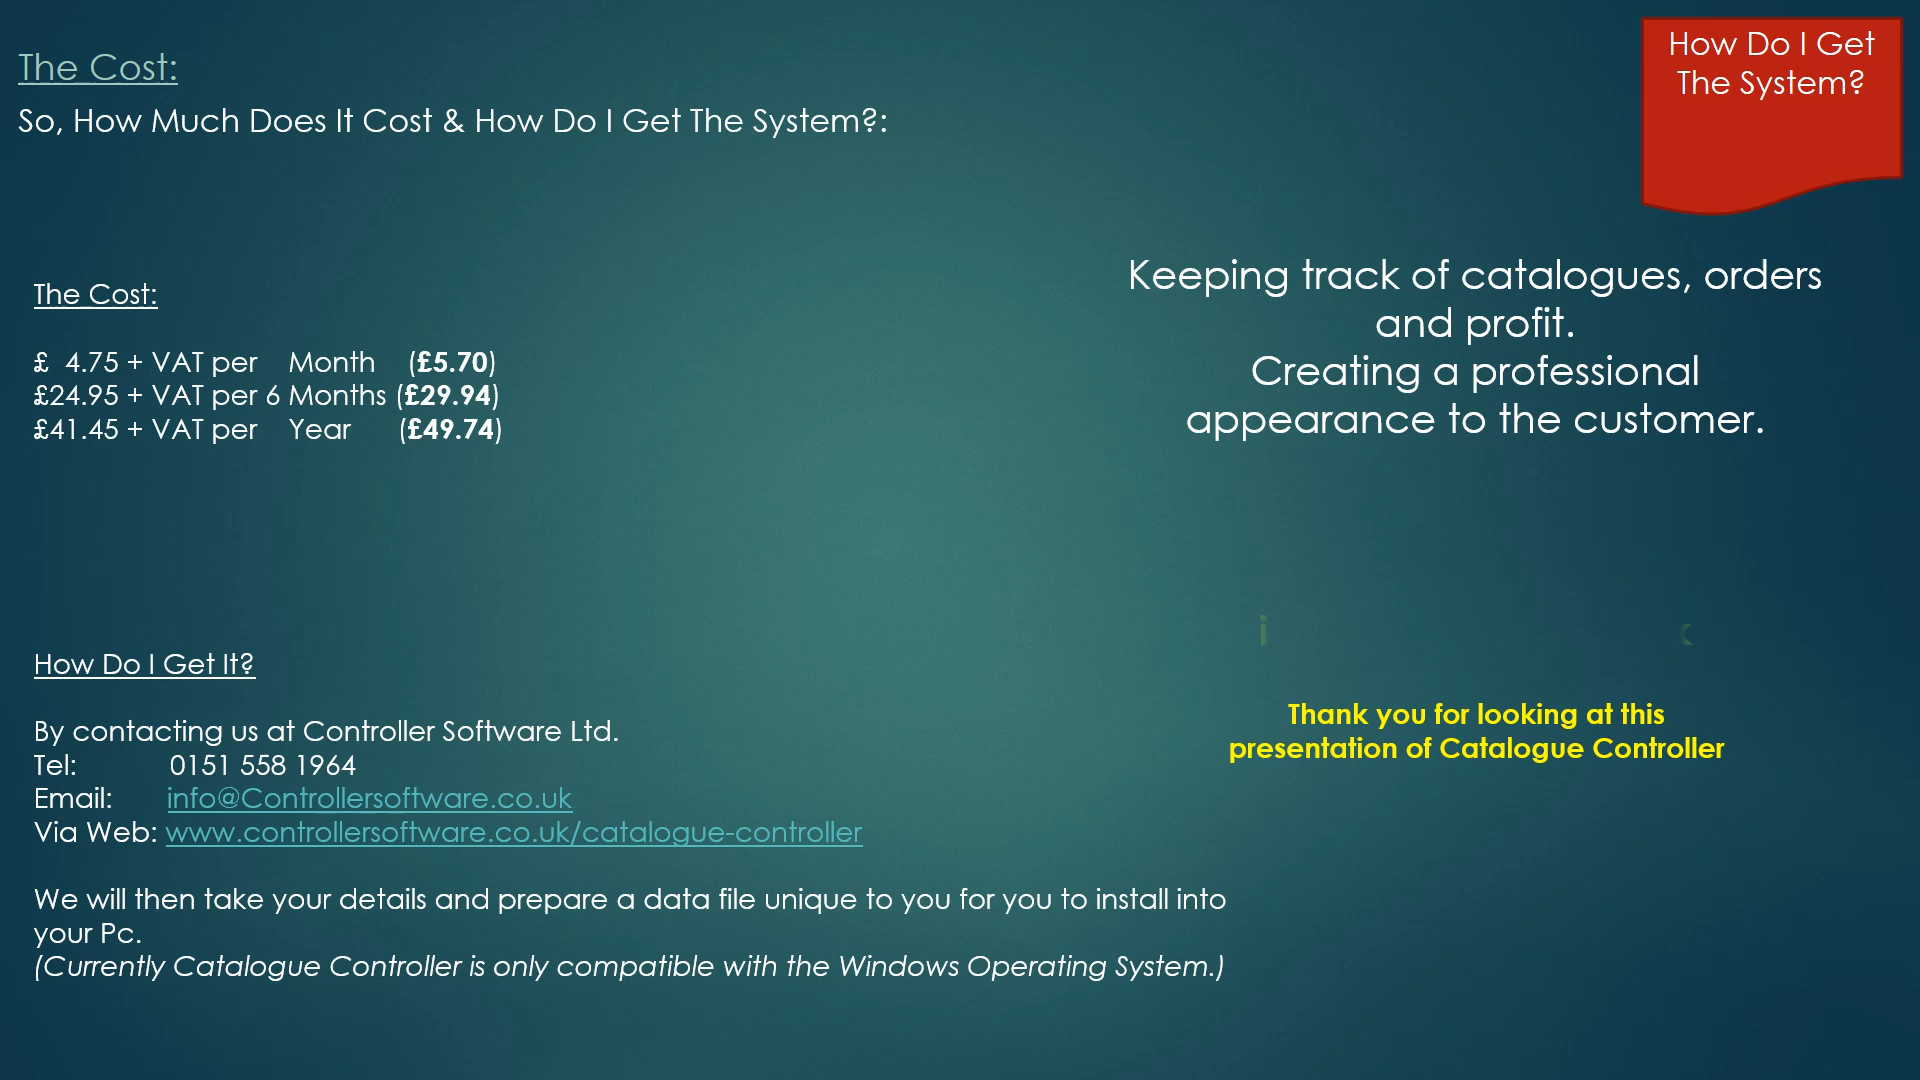 The Cost:
So, How Much Does It Cost & How Do I Get The System?:
How Do I Get
The System?
The Cost:
£ 4.75 + VAT per Month (£5.70)
£24.95 + VAT per 6 Months (£29.94)
£41.45 + VAT per Year (£49.74)
Keeping track of catalogues, orders
and profit.
Creating a professional
appearance to the customer.
How Do I Get It?
By contacting us at Controller Software Ltd.
Tel: 0151 558 1964
Email: info@Controllersoftware.co.uk
Via Web: www.controllersoftware.co.uk/catalogue-controller
We will then take your details and prepare a data file unique to you for you to install into
your Pc.
(Currently Catalogue Controller is only compatible with the Windows Operating System.)
Thank you for looking at this
presentation of Catalogue Controller